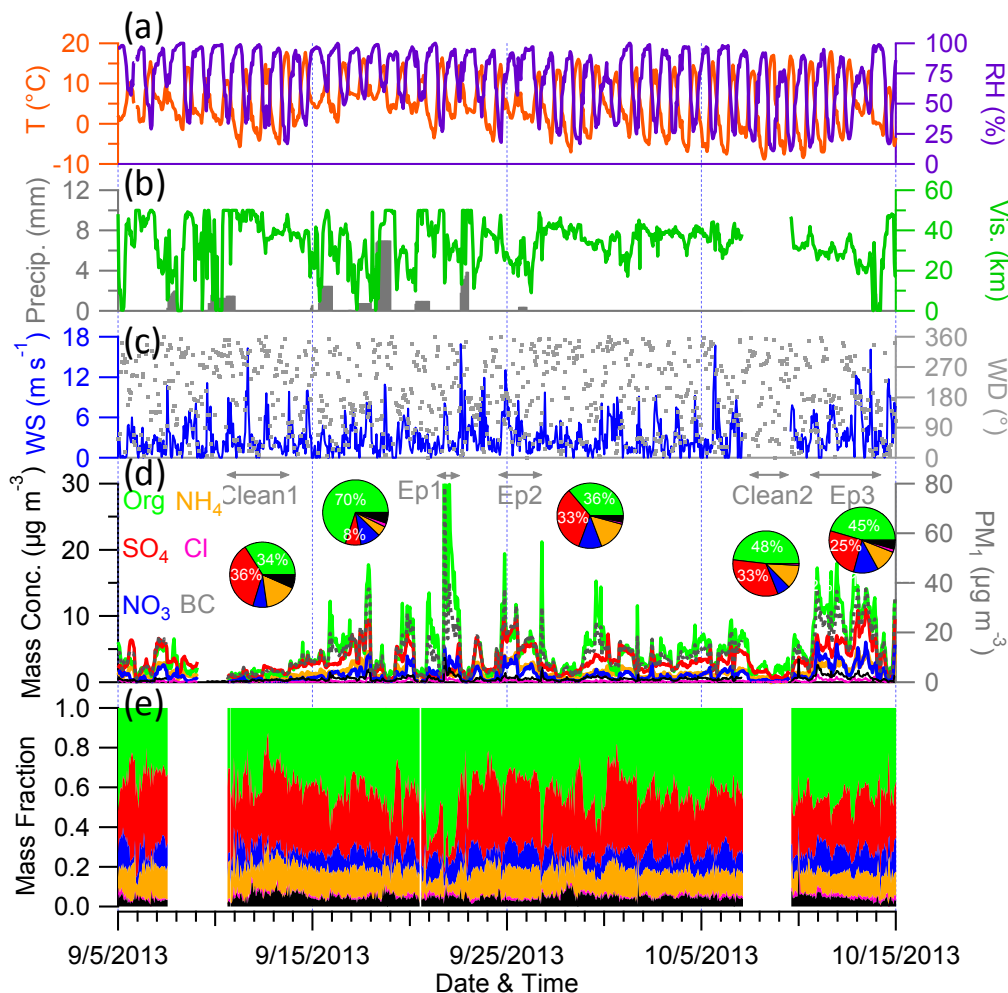 (a)
20
10
0
-10
T (°C)
100
75
50
25
0
RH (%)
(b)
12
8
4
0
Precip. (mm)
60
40
20
0
Vis. (km)
(c)
18
12
6
0
WS (m s⁻¹)
360
270
180
90
0
WD (°)
(d)
30
20
10
0
Mass Conc. (µg m⁻³)
80
60
40
20
0
PM₁ (µg m⁻³)
Org NH₄
SO₄ Cl
NO₃ BC
Clean1 Ep1 Ep2 Clean2 Ep3
34%
36%
70%
8%
36%
33%
48%
33%
45%
25%
(e)
1.0
0.8
0.6
0.4
0.2
0.0
Mass Fraction
9/5/2013 9/15/2013 9/25/2013 10/5/2013 10/15/2013
Date & Time